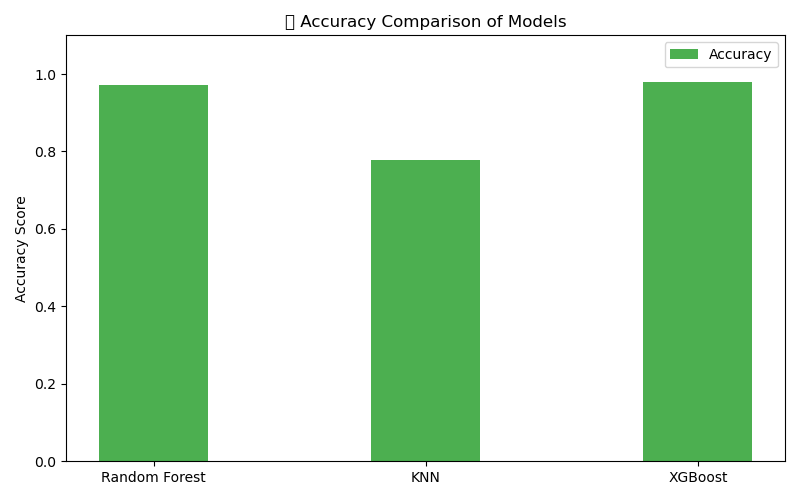 Accuracy Comparison of Models
Accuracy
Accuracy Score
1.0
0.8
0.6
0.4
0.2
0.0
Random Forest
KNN
XGBoost